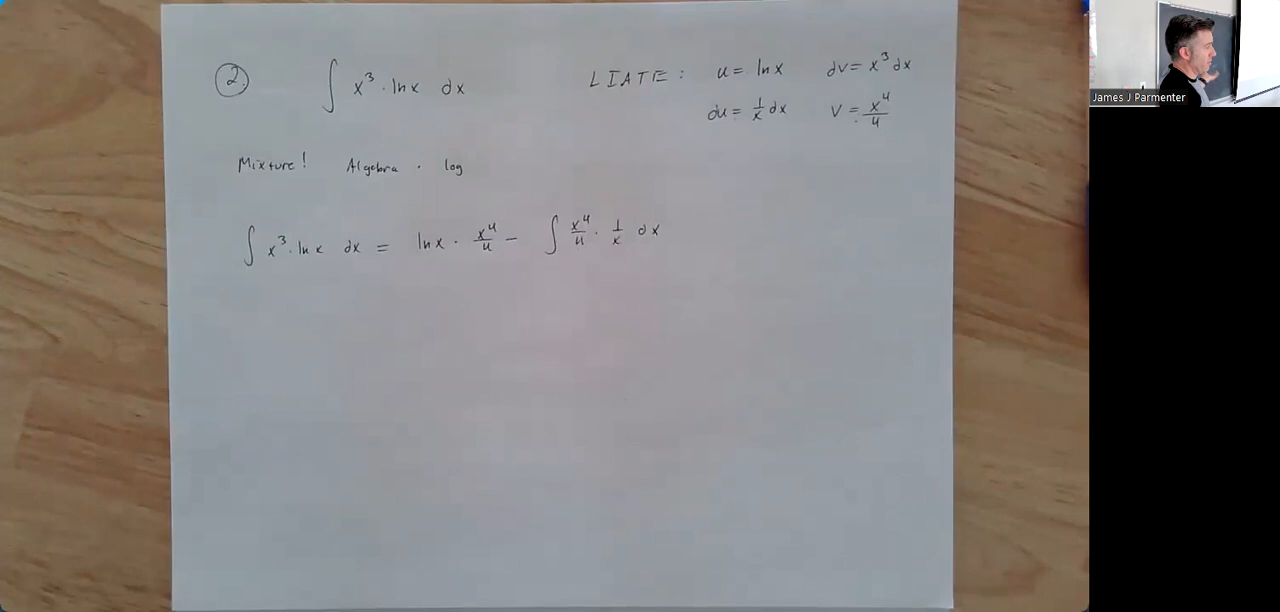 ② ∫ x³ · ln x dx LIATE : u = ln x dv = x³ dx
du = 1/x dx v = x⁴/4
Mixture! Algebra · log
∫ x³ · ln x dx = ln x · x⁴/4 − ∫ x⁴/4 · 1/x dx
James J Parmenter